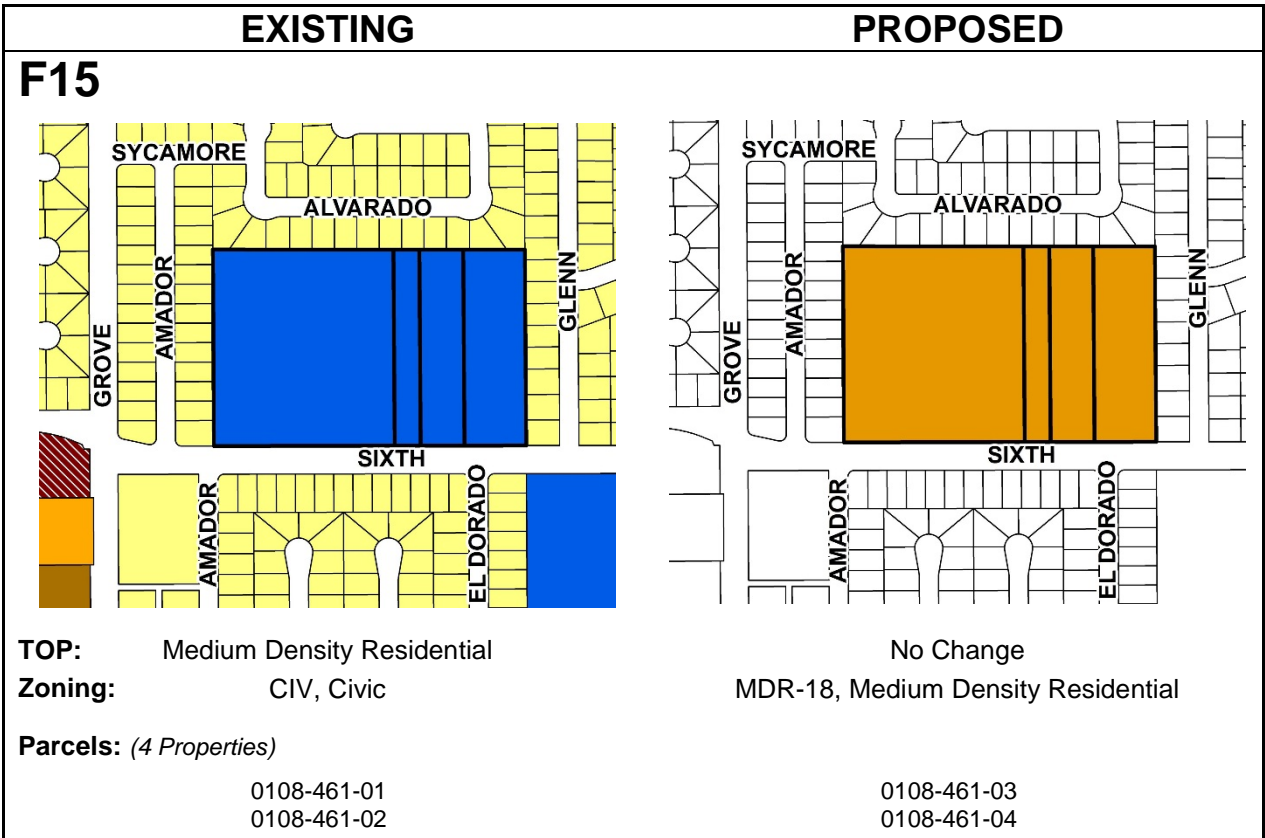 EXISTING PROPOSED
F15
SYCAMORE
ALVARADO
GROVE
AMADOR
GLENN
SIXTH
AMADOR
EL DORADO
SYCAMORE
ALVARADO
GROVE
AMADOR
GLENN
SIXTH
AMADOR
EL DORADO
TOP: Medium Density Residential No Change
Zoning: CIV, Civic MDR-18, Medium Density Residential
Parcels: (4 Properties)
0108-461-01 0108-461-03
0108-461-02 0108-461-04